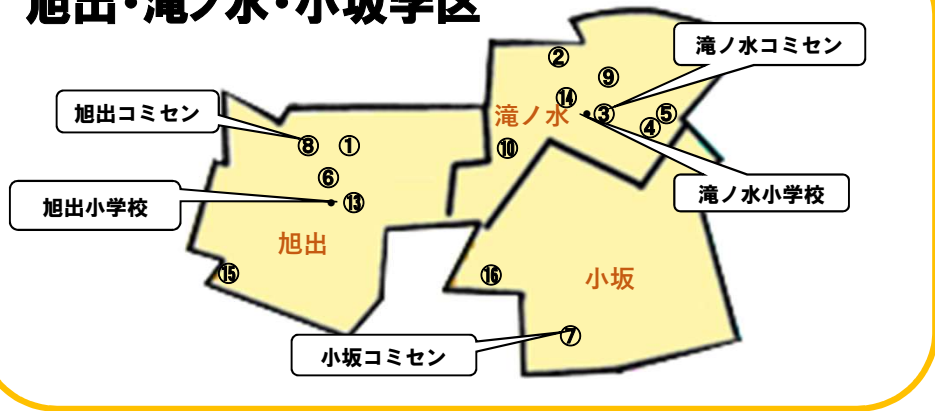 旭出・滝ノ水・小坂学区
滝ノ水コミセン
②
⑨
旭出コミセン
⑭
滝ノ水
③
⑤
④
⑧
①
⑩
⑥
旭出小学校
⑬
滝ノ水小学校
旭出
⑮
⑯
小坂
⑦
小坂コミセン